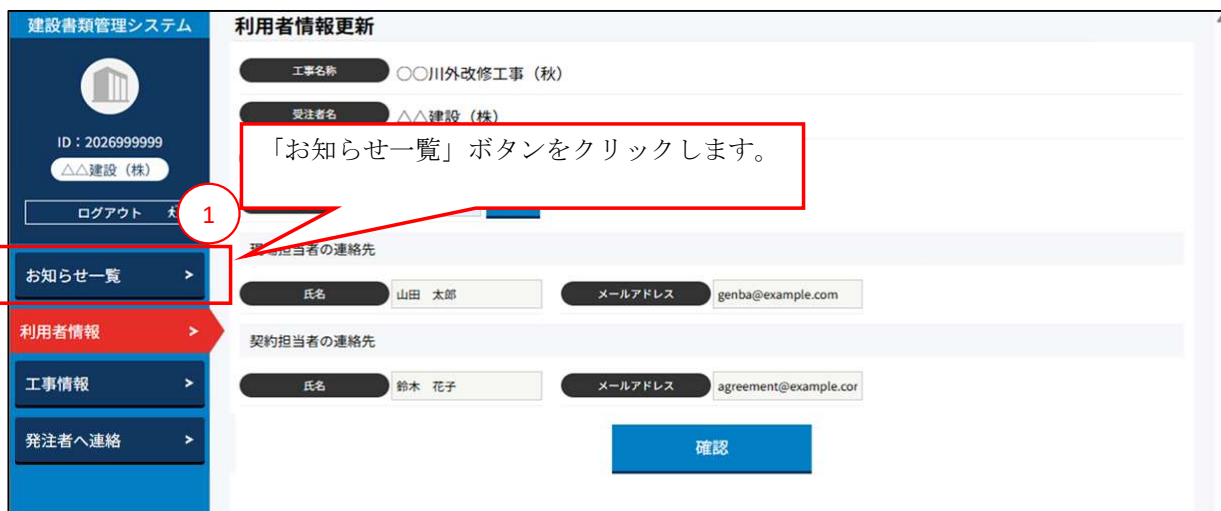 建設書類管理システム
ID：2026999999
△△建設（株）
ログアウト
お知らせ一覧 >
利用者情報 >
工事情報 >
発注者へ連絡 >
利用者情報更新
工事名称 ○○川外改修工事（秋）
受注者名 △△建設（株）
「お知らせ一覧」ボタンをクリックします。
1
現場担当者の連絡先
氏名 山田 太郎 メールアドレス genba@example.com
契約担当者の連絡先
氏名 鈴木 花子 メールアドレス agreement@example.cor
確認